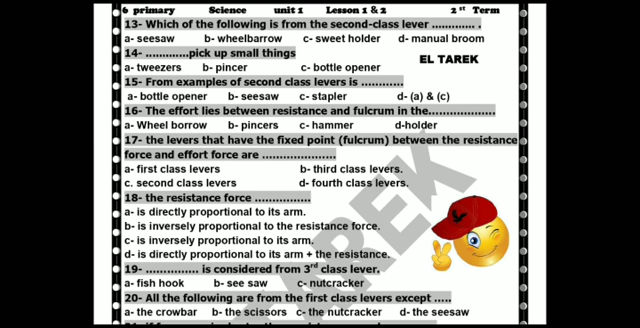 6 primary Science unit 1 Lesson 1 & 2 2 st Term
13- Which of the following is from the second-class lever ............. .
a- seesaw b- wheelbarrow c- sweet holder d- manual broom
14- .............pick up small things
EL TAREK
a- tweezers b- pincer c- bottle opener
15- From examples of second class levers is .............
a- bottle opener b- seesaw c- stapler d- (a) & (c)
16- The effort lies between resistance and fulcrum in the....................
a- Wheel borrow b- pincers c- hammer d-holder
17- the levers that have the fixed point (fulcrum) between the resistance
force and effort force are ......................
a- first class levers b- third class levers.
c. second class levers d- fourth class levers.
18- the resistance force .................
a- is directly proportional to its arm.
b- is inversely proportional to the resistance force.
c- is inversely proportional to its arm.
d- is directly proportional to its arm + the resistance.
19- ................ is considered from 3rd class lever.
a- fish hook b- see saw c- nutcracker
20- All the following are from the first class levers except .....
a- the crowbar b- the scissors c- the nutcracker d- the seesaw